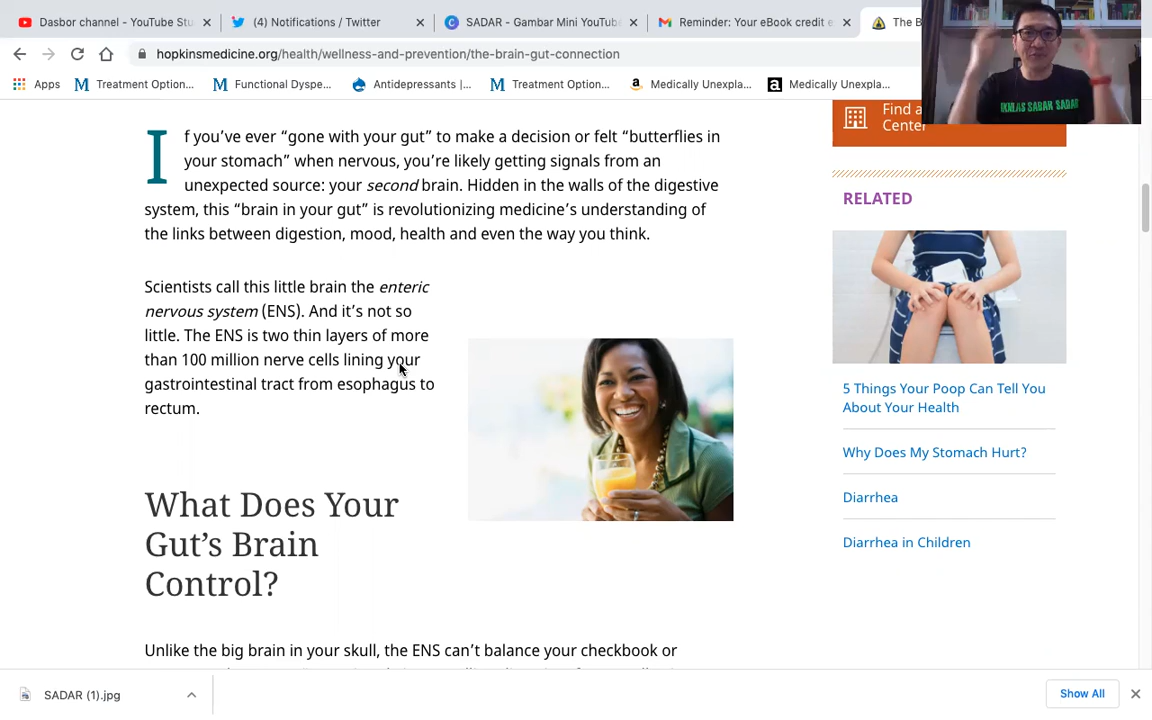 Dasbor channel - YouTube Stu
(4) Notifications / Twitter
SADAR - Gambar Mini YouTube
Reminder: Your eBook credit e
The B
hopkinsmedicine.org/health/wellness-and-prevention/the-brain-gut-connection
Apps
Treatment Option...
Functional Dyspe...
Antidepressants |...
Treatment Option...
Medically Unexpla...
Medically Unexpla...
SADAR SADAR
Find a
Center
If you've ever “gone with your gut” to make a decision or felt “butterflies in
your stomach” when nervous, you're likely getting signals from an
unexpected source: your second brain. Hidden in the walls of the digestive
system, this “brain in your gut” is revolutionizing medicine's understanding of
the links between digestion, mood, health and even the way you think.
Scientists call this little brain the enteric
nervous system (ENS). And it's not so
little. The ENS is two thin layers of more
than 100 million nerve cells lining your
gastrointestinal tract from esophagus to
rectum.
What Does Your
Gut's Brain
Control?
Unlike the big brain in your skull, the ENS can't balance your checkbook or
RELATED
5 Things Your Poop Can Tell You
About Your Health
Why Does My Stomach Hurt?
Diarrhea
Diarrhea in Children
SADAR (1).jpg
Show All